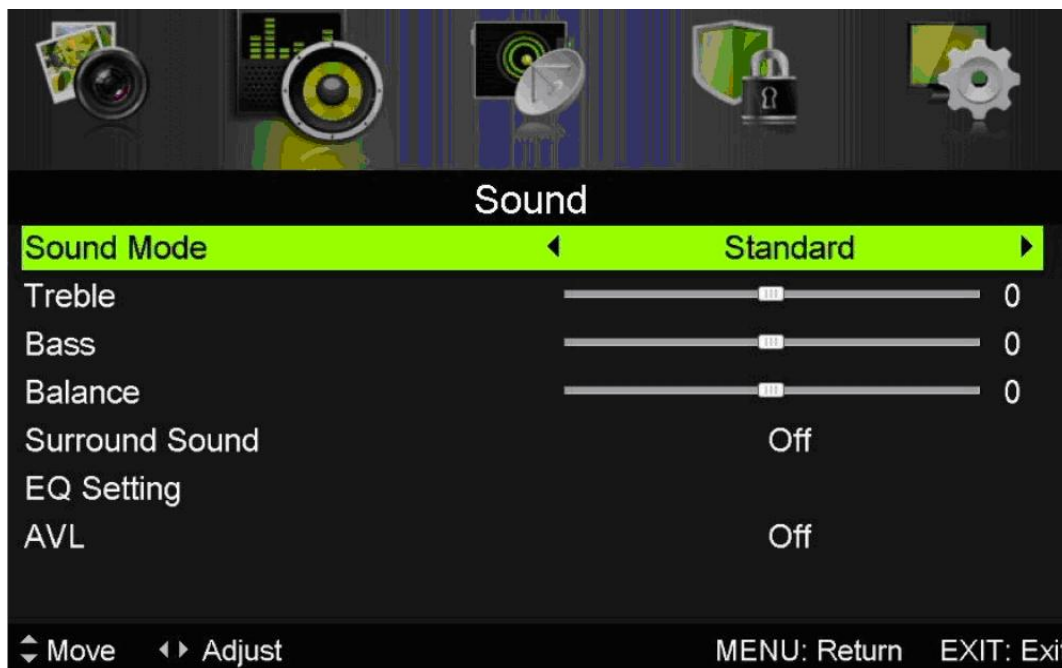 Sound
Sound Mode Standard
Treble 0
Bass 0
Balance 0
Surround Sound Off
EQ Setting
AVL Off
Move Adjust MENU: Return EXIT: Exi